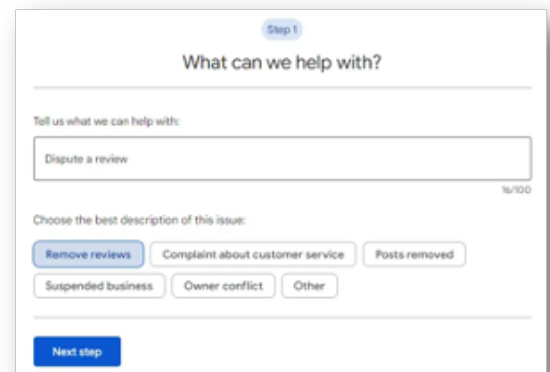 Step 1
What can we help with?
Tell us what we can help with:
Dispute a review
16/100
Choose the best description of this issue:
Remove reviews Complaint about customer service Posts removed
Suspended business Owner conflict Other
Next step